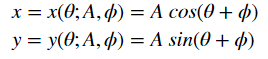 x = x(θ; A, ϕ) = A cos(θ + ϕ)
y = y(θ; A, ϕ) = A sin(θ + ϕ)